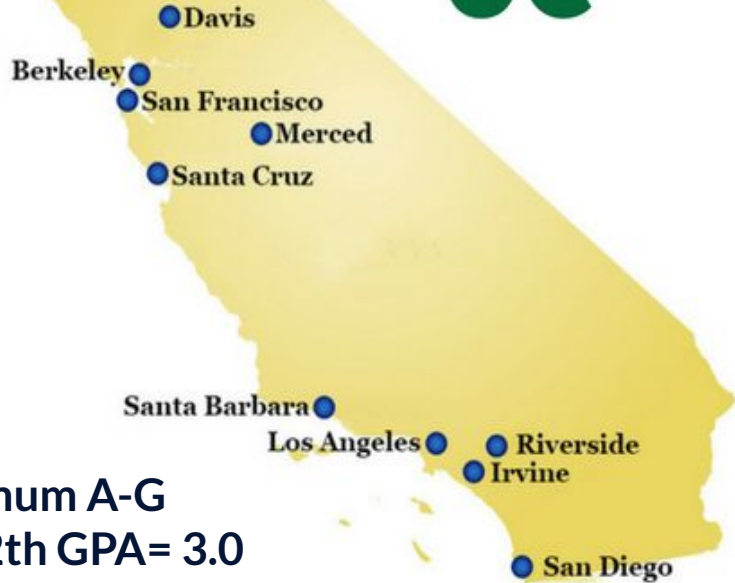 Davis
Berkeley
San Francisco
Merced
Santa Cruz
Santa Barbara
Los Angeles
Riverside
Irvine
A-G
GPA= 3.0
San Diego